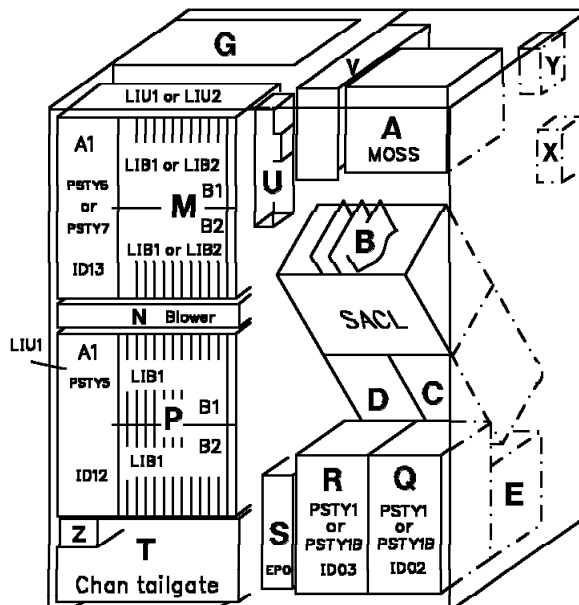 G
V
Y
LIU1 or LIU2
A
MOSS
A1
LIB1 or LIB2
PSTY6
or
PSTY7
M
B1
B2
U
X
LIB1 or LIB2
ID13
B
N Blower
SACL
LIU1
A1
PSTY5
LIB1
D
C
P
B1
B2
LIB1
ID12
R
Q
E
PSTY1
or
PSTY1B
ID03
PSTY1
or
PSTY1B
ID02
S
EPO
Z
T
Chan tailgate